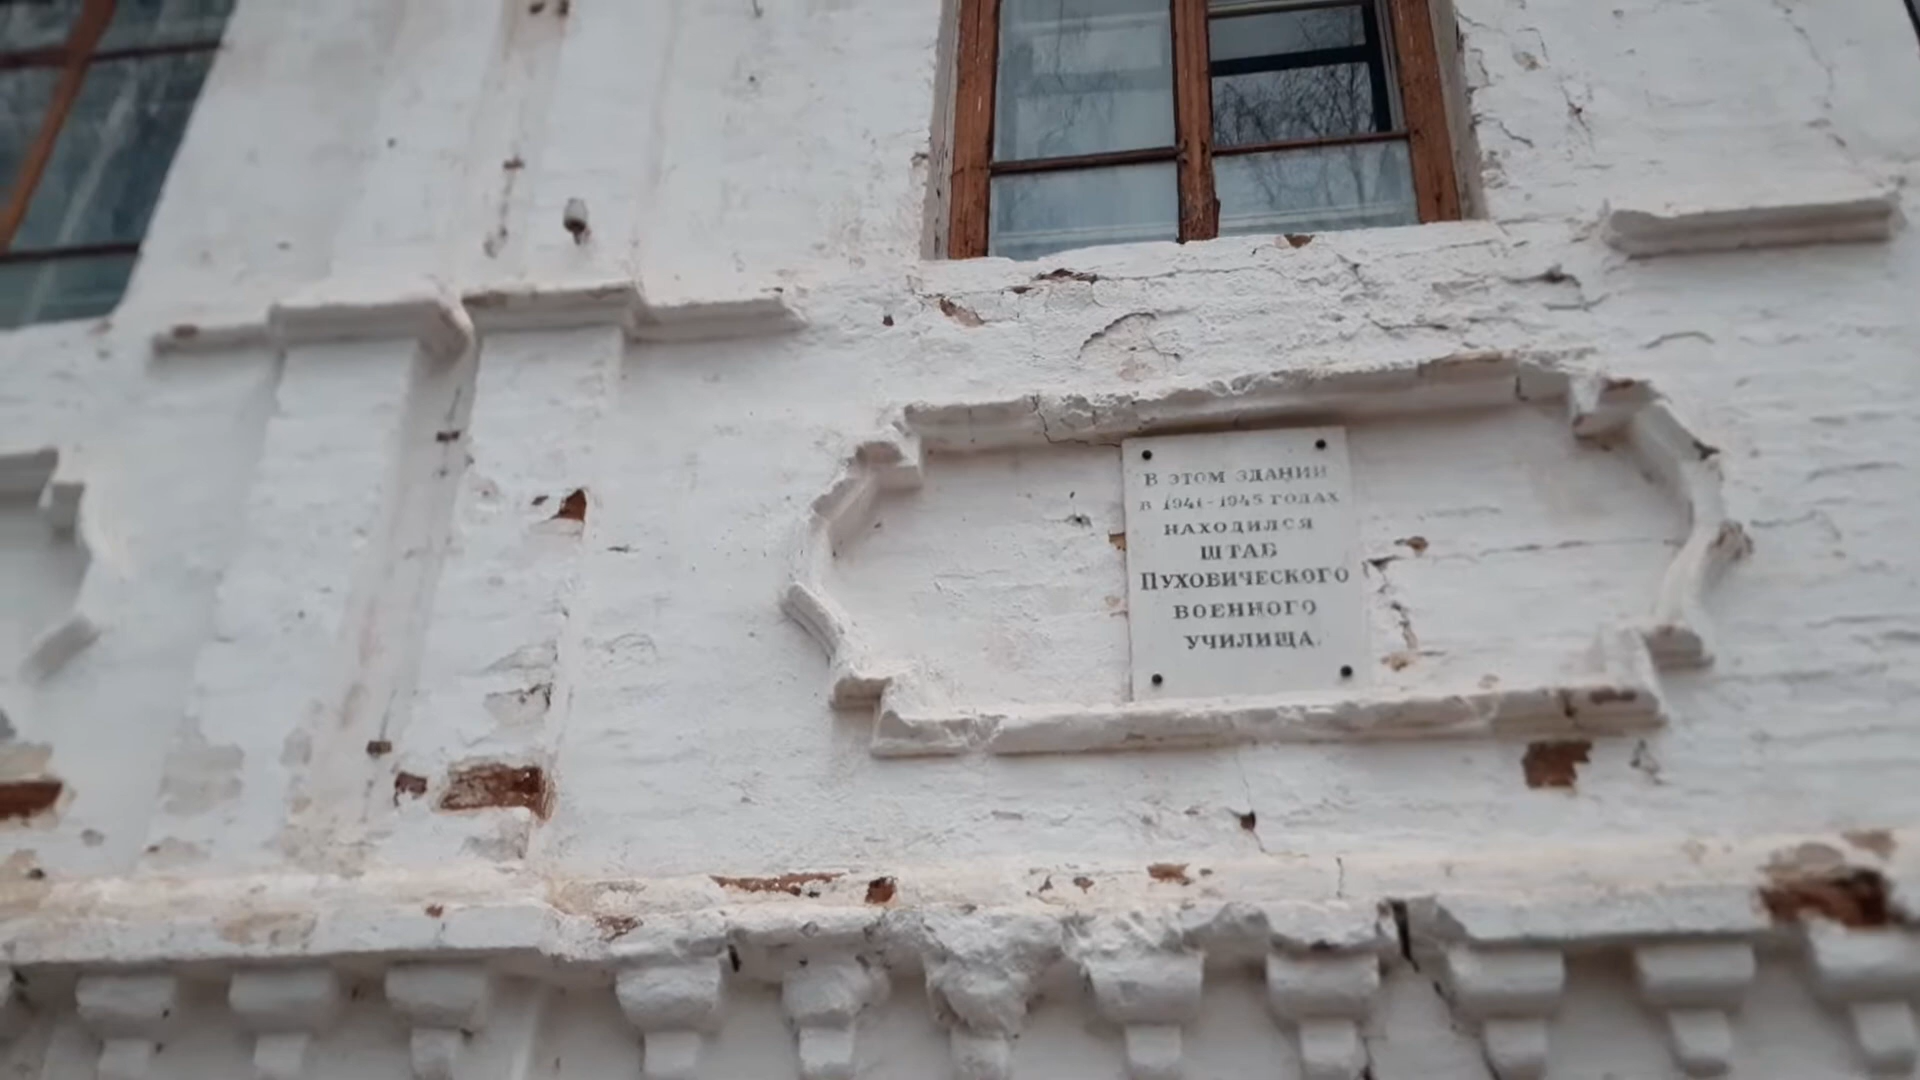 В ЭТОМ ЗДАНИИ
В 1941-1945 ГОДАХ
НАХОДИЛСЯ
ШТАБ
ПУХОВИЧЕСКОГО
ВОЕННОГО
УЧИЛИЩА.